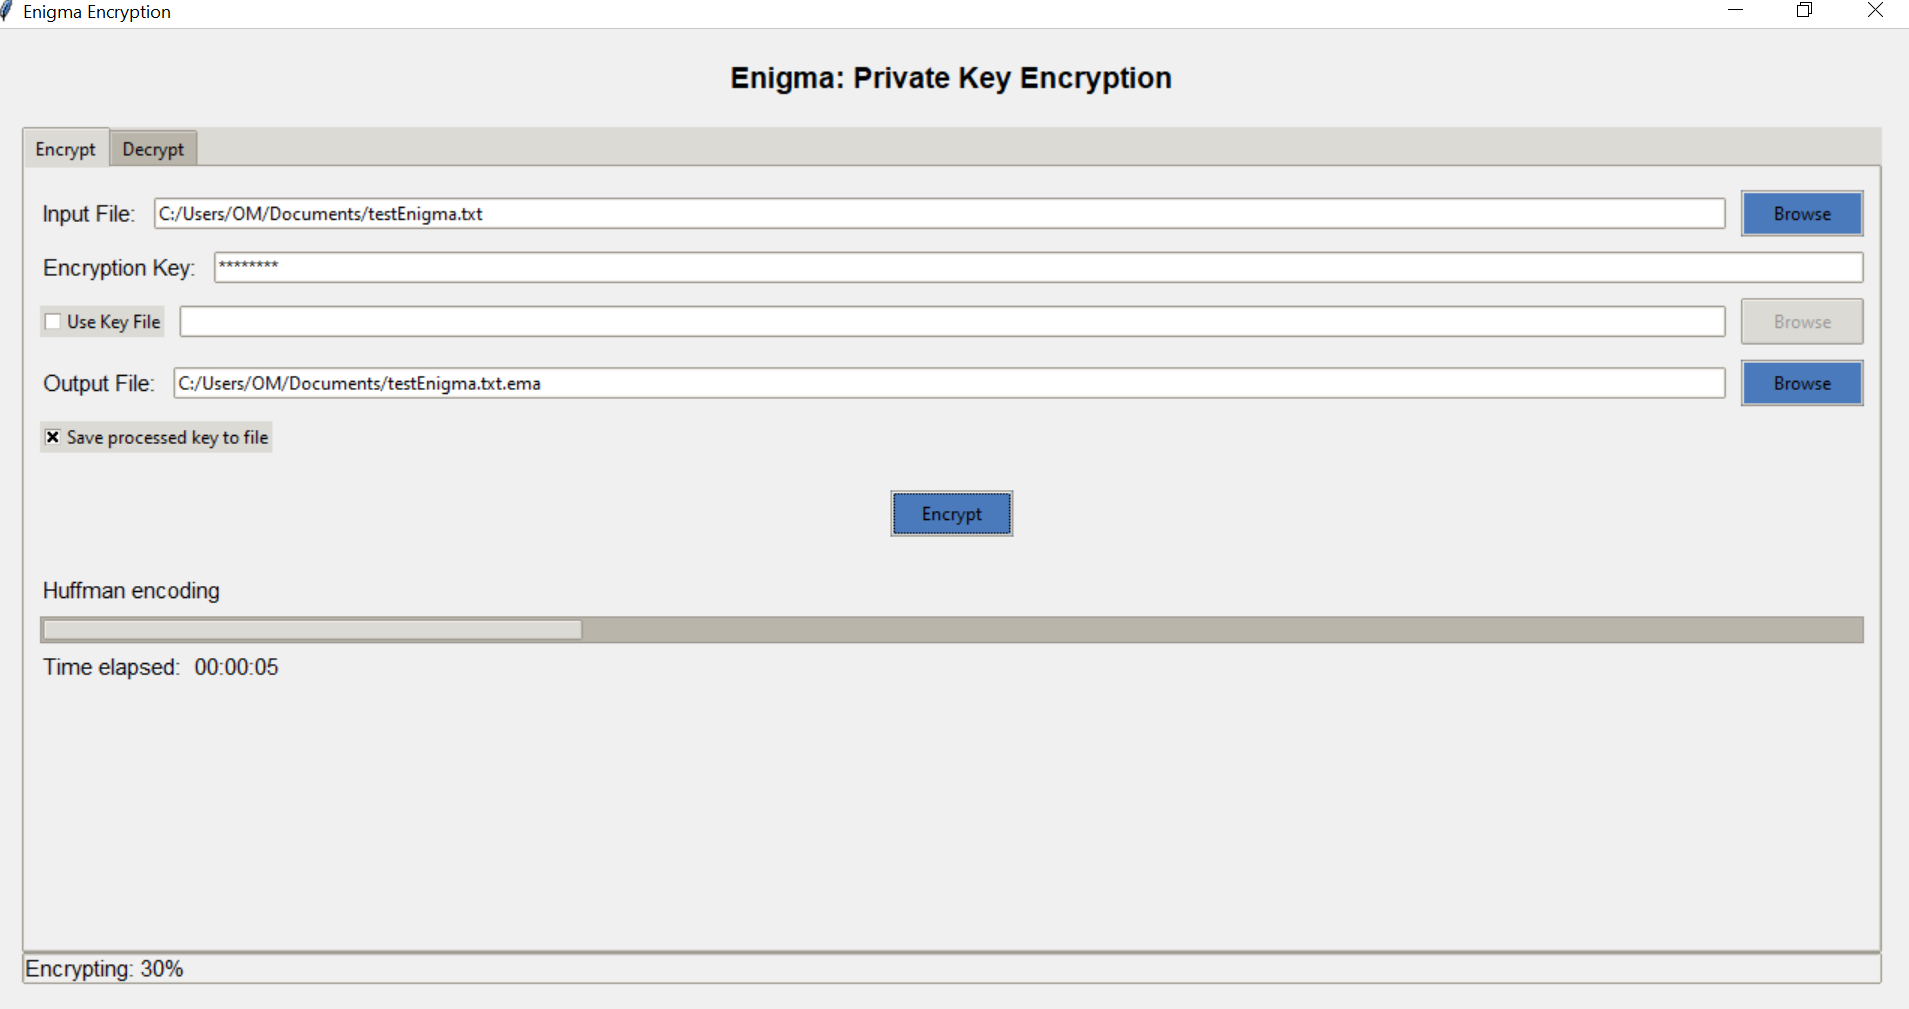 Enigma Encryption
Enigma: Private Key Encryption
Encrypt Decrypt
Input File: C:/Users/OM/Documents/testEnigma.txt Browse
Encryption Key: ********
Use Key File Browse
Output File: C:/Users/OM/Documents/testEnigma.txt.ema Browse
Save processed key to file
Encrypt
Huffman encoding
Time elapsed: 00:00:05
Encrypting: 30%